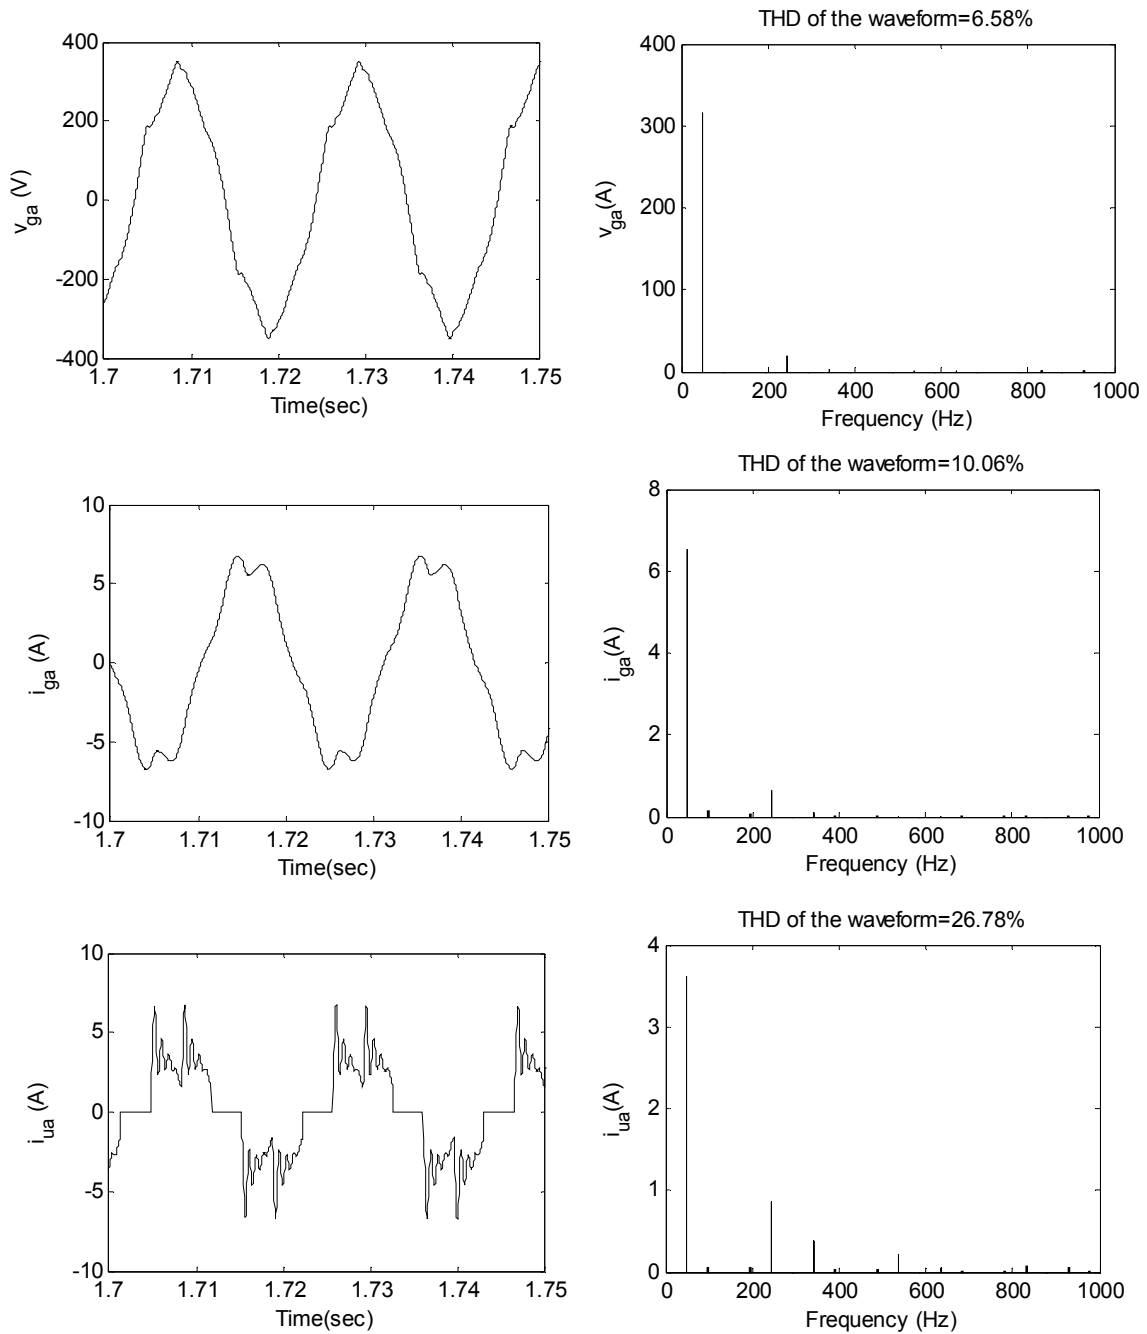 THD of the waveform=6.58%
400
200
0
-200
-400
v_ga (V)
1.7 1.71 1.72 1.73 1.74 1.75
Time(sec)
400
300
200
100
0
v_ga(A)
0 200 400 600 800 1000
Frequency (Hz)
THD of the waveform=10.06%
10
5
0
-5
-10
i_ga (A)
1.7 1.71 1.72 1.73 1.74 1.75
Time(sec)
8
6
4
2
0
i_ga(A)
0 200 400 600 800 1000
Frequency (Hz)
THD of the waveform=26.78%
10
5
0
-5
-10
i_ua (A)
1.7 1.71 1.72 1.73 1.74 1.75
Time(sec)
4
3
2
1
0
i_ua(A)
0 200 400 600 800 1000
Frequency (Hz)